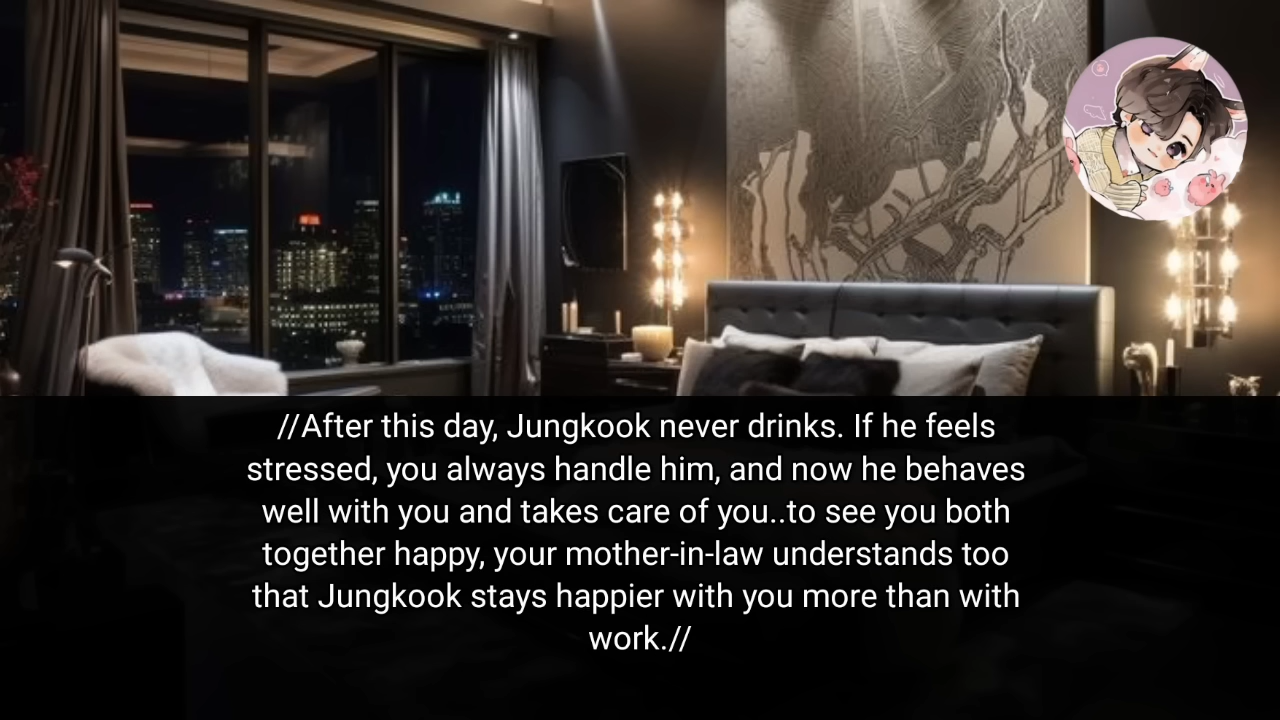 //After this day, Jungkook never drinks. If he feels
stressed, you always handle him, and now he behaves
well with you and takes care of you..to see you both
together happy, your mother-in-law understands too
that Jungkook stays happier with you more than with
work.//